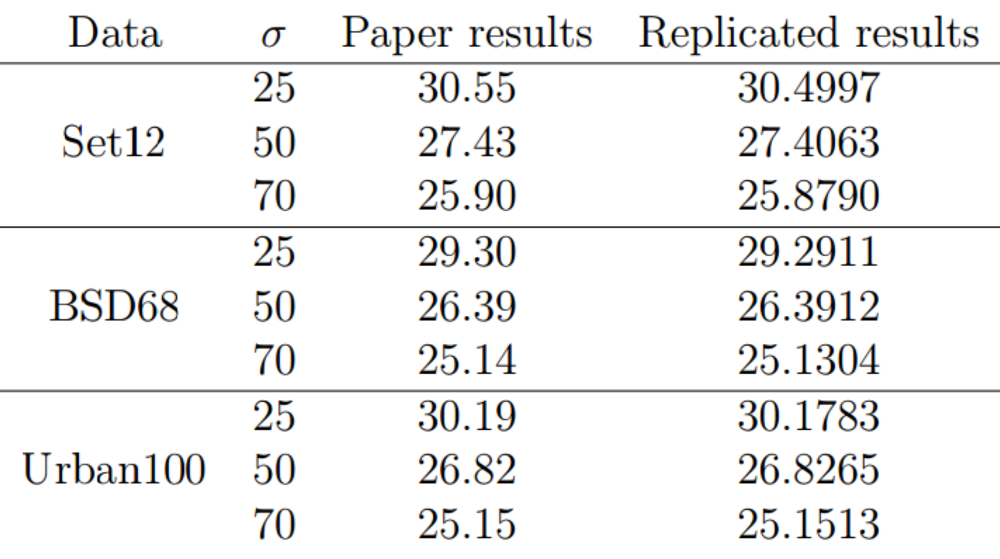 Data σ Paper results Replicated results
25 30.55 30.4997
Set12 50 27.43 27.4063
70 25.90 25.8790
25 29.30 29.2911
BSD68 50 26.39 26.3912
70 25.14 25.1304
25 30.19 30.1783
Urban100 50 26.82 26.8265
70 25.15 25.1513